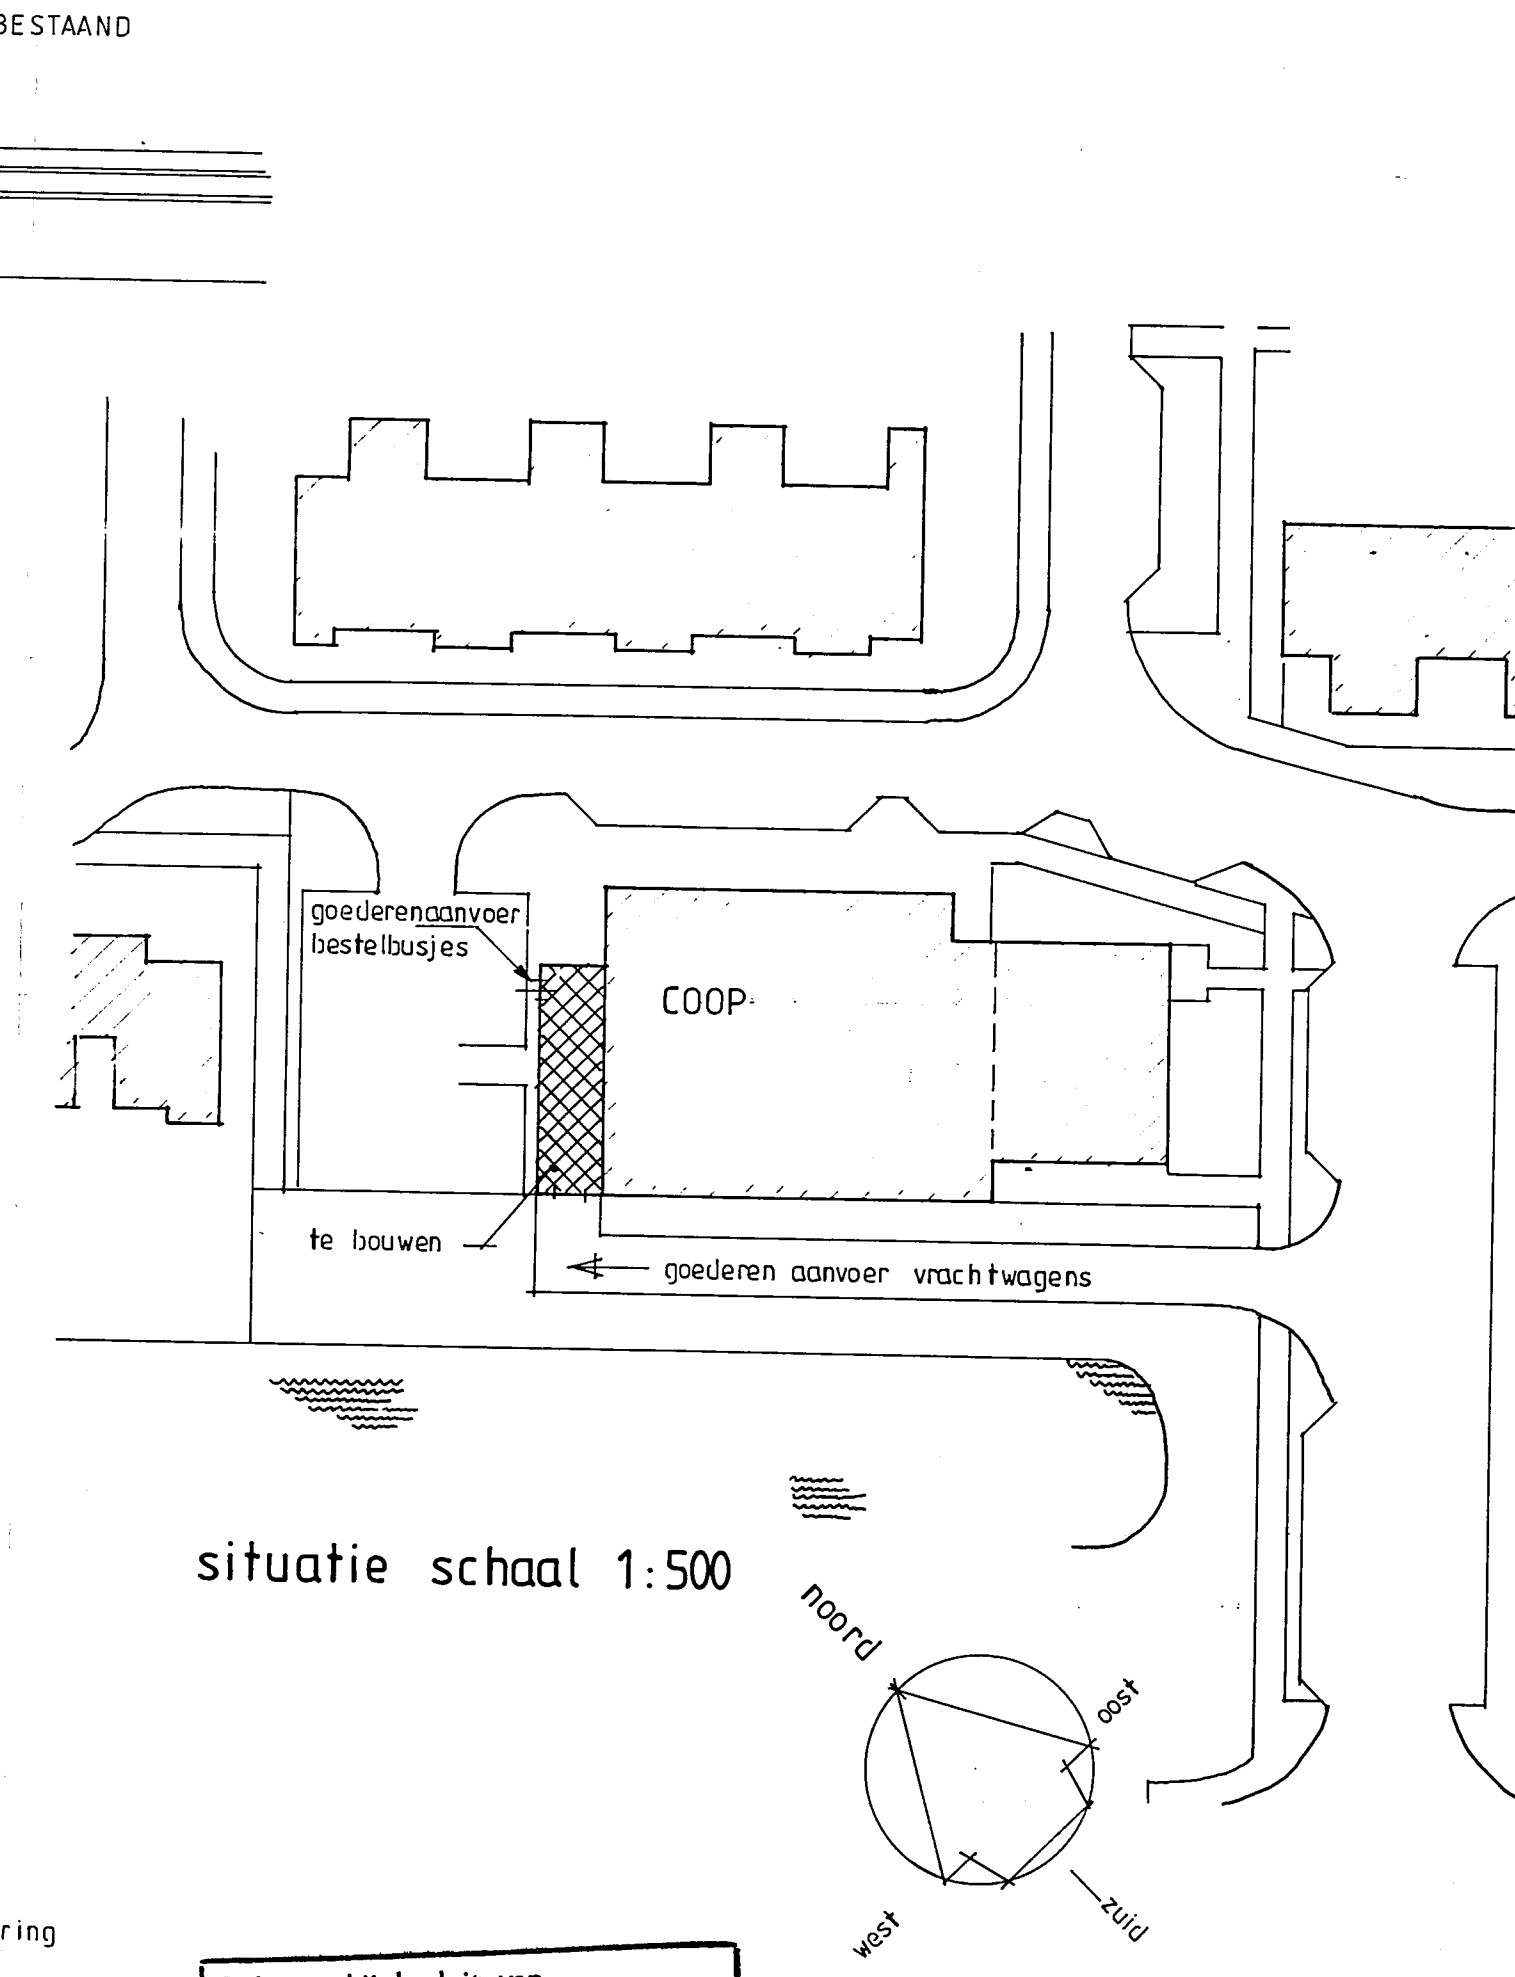 BESTAAND
goederenaanvoer
bestelbusjes
COOP
te bouwen
goederen aanvoer vrachtwagens
situatie schaal 1:500
noord
oost
zuid
west
ring